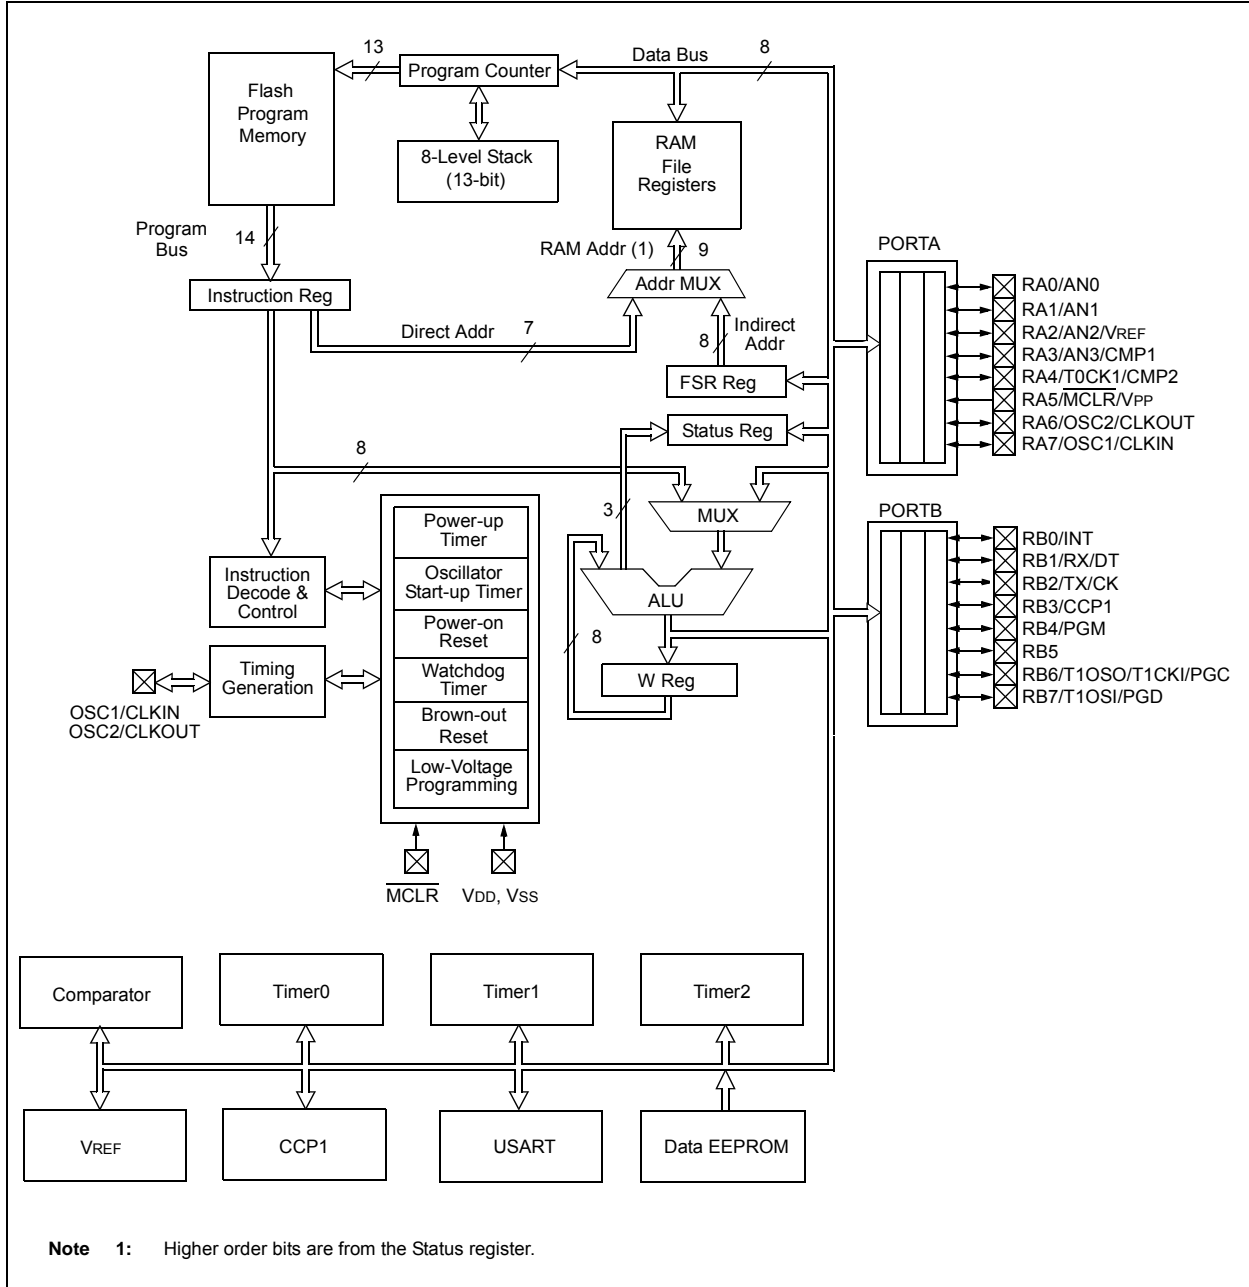 13
Data Bus
8
Program Counter
Flash
Program
Memory
8-Level Stack
(13-bit)
RAM
File
Registers
Program
Bus
14
RAM Addr (1)
9
PORTA
Addr MUX
Instruction Reg
Direct Addr
7
8
Indirect
Addr
FSR Reg
Status Reg
RA0/AN0
RA1/AN1
RA2/AN2/VREF
RA3/AN3/CMP1
RA4/T0CK1/CMP2
RA5/MCLR/VPP
RA6/OSC2/CLKOUT
RA7/OSC1/CLKIN
8
3
MUX
PORTB
Power-up
Timer
Oscillator
Start-up Timer
Power-on
Reset
Watchdog
Timer
Brown-out
Reset
Low-Voltage
Programming
Instruction
Decode &
Control
Timing
Generation
OSC1/CLKIN
OSC2/CLKOUT
ALU
8
W Reg
RB0/INT
RB1/RX/DT
RB2/TX/CK
RB3/CCP1
RB4/PGM
RB5
RB6/T1OSO/T1CKI/PGC
RB7/T1OSI/PGD
MCLR
VDD, VSS
Comparator
Timer0
Timer1
Timer2
VREF
CCP1
USART
Data EEPROM
Note 1: Higher order bits are from the Status register.